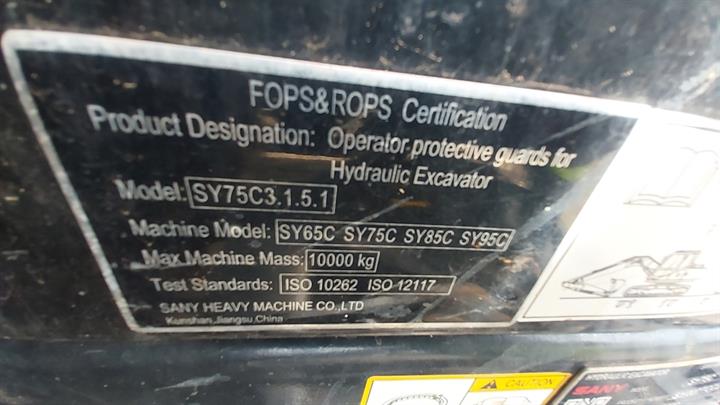 FOPS&ROPS Certification
Product Designation: Operator protective guards for
Hydraulic Excavator
Model: SY75C3.1.5.1
Machine Model: SY65C SY75C SY85C SY95C
Max Machine Mass: 10000 kg
Test Standards: ISO 10262 ISO 12117
SANY HEAVY MACHINE CO.,LTD
Kunshan,Jiangsu,China
CAUTION
HYDRAULIC EXCAVATOR
SANY